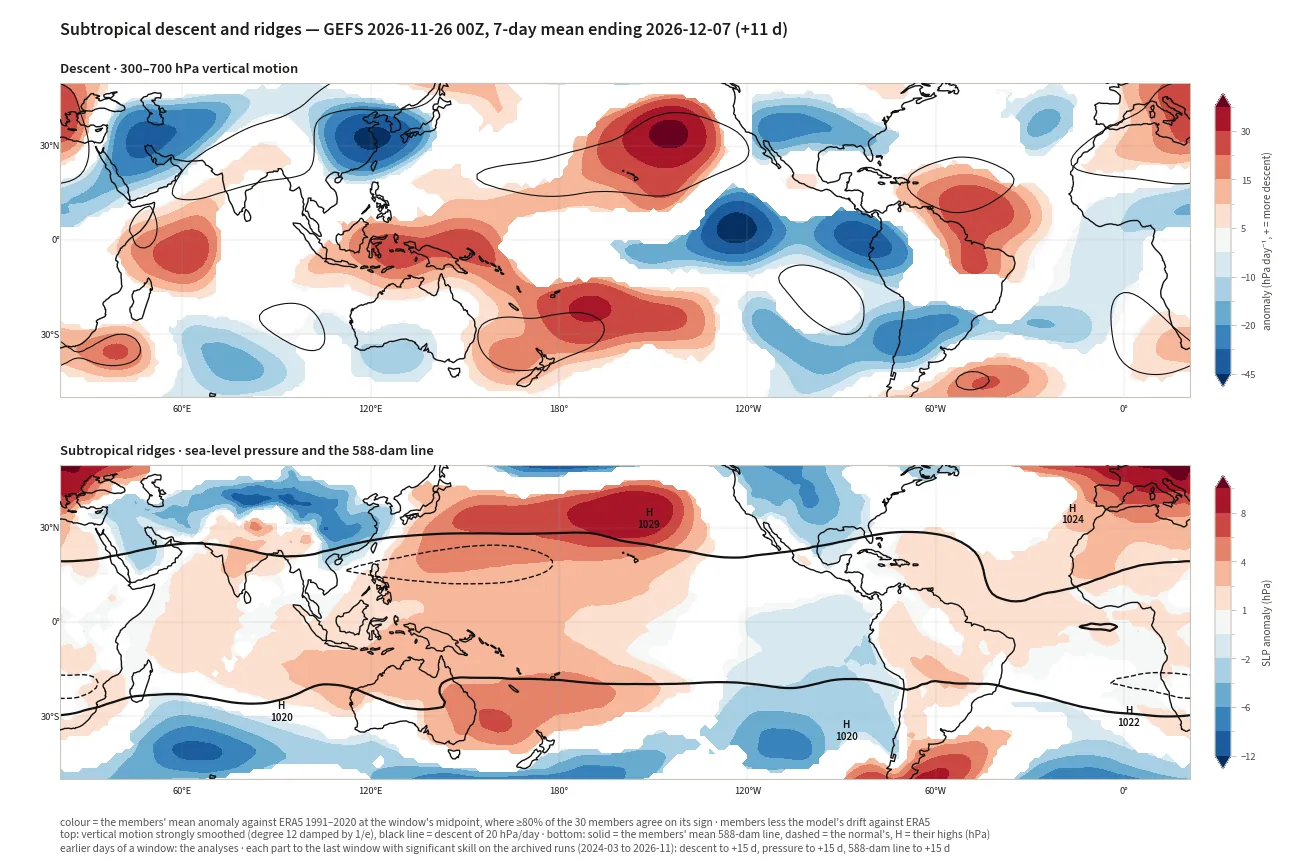 Subtropical descent and ridges — GEFS 2026-11-26 00Z, 7-day mean ending 2026-12-07 (+11 d)
Descent · 300–700 hPa vertical motion
30°N
0°
30°S
60°E
120°E
180°
120°W
60°W
0°
30
15
5
−10
−20
−45
anomaly (hPa day⁻¹, + = more descent)
Subtropical ridges · sea-level pressure and the 588-dam line
H
1029
H
1024
30°N
0°
30°S
H
1020
H
1020
H
1022
60°E
120°E
180°
120°W
60°W
0°
8
4
1
−2
−6
−12
SLP anomaly (hPa)
colour = the members' mean anomaly against ERA5 1991–2020 at the window's midpoint, where ≥80% of the 30 members agree on its sign · members less the model's drift against ERA5
top: vertical motion strongly smoothed (degree 12 damped by 1/e), black line = descent of 20 hPa/day · bottom: solid = the members' mean 588-dam line, dashed = the normal's, H = their highs (hPa)
earlier days of a window: the analyses · each part to the last window with significant skill on the archived runs (2024-03 to 2026-11): descent to +15 d, pressure to +15 d, 588-dam line to +15 d